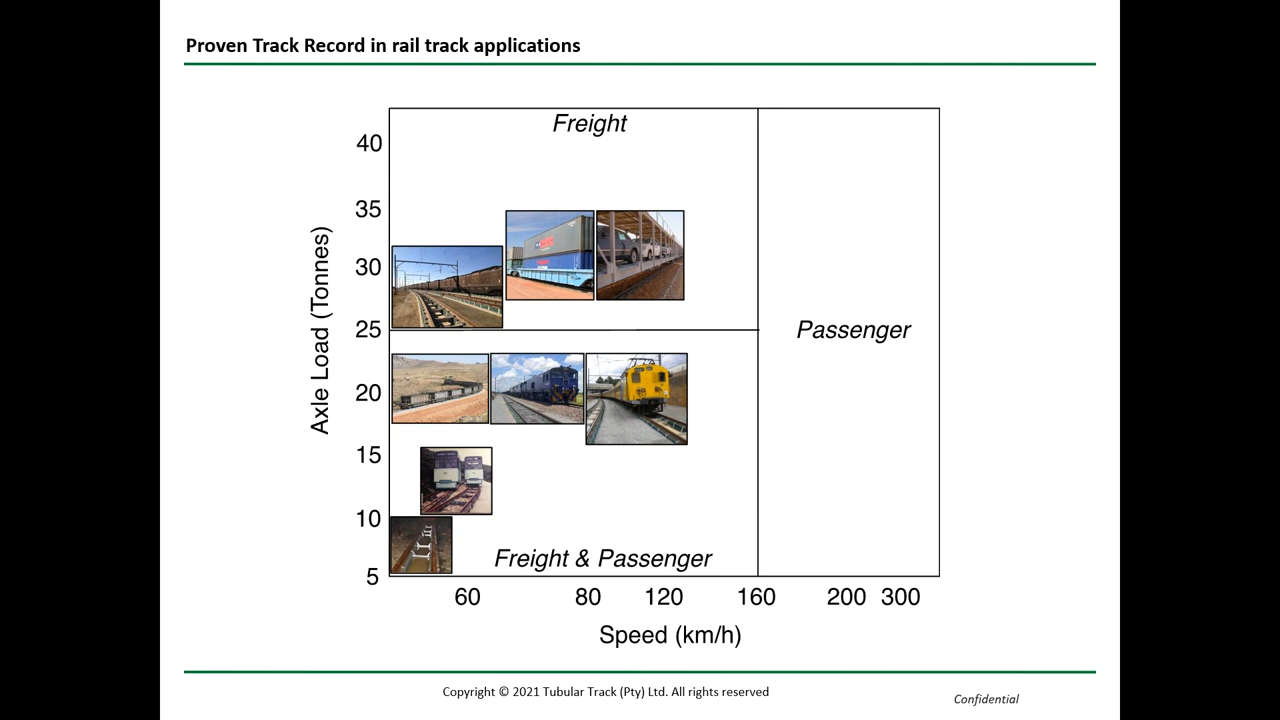 Proven Track Record in rail track applications
Freight
40
35
30
25
20
15
10
5
Axle Load (Tonnes)
Passenger
Freight & Passenger
60 80 120 160 200 300
Speed (km/h)
Copyright © 2021 Tubular Track (Pty) Ltd. All rights reserved
Confidential